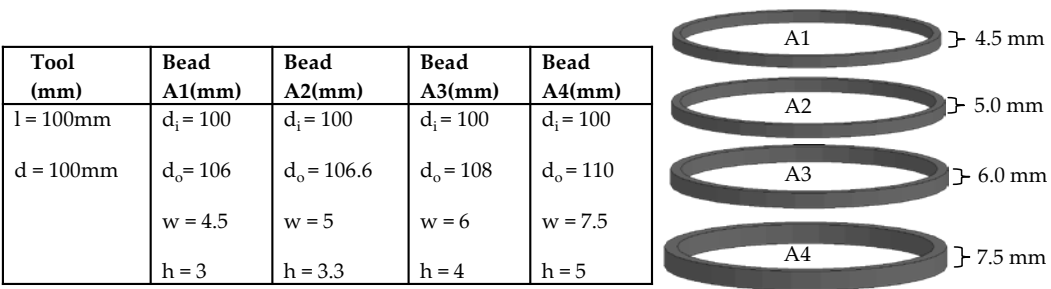 Tool Bead Bead Bead Bead
(mm) A1(mm) A2(mm) A3(mm) A4(mm)
l = 100mm di = 100 di = 100 di = 100 di = 100
d = 100mm do = 106 do = 106.6 do = 108 do = 110
w = 4.5 w = 5 w = 6 w = 7.5
h = 3 h = 3.3 h = 4 h = 5
A1 4.5 mm
A2 5.0 mm
A3 6.0 mm
A4 7.5 mm